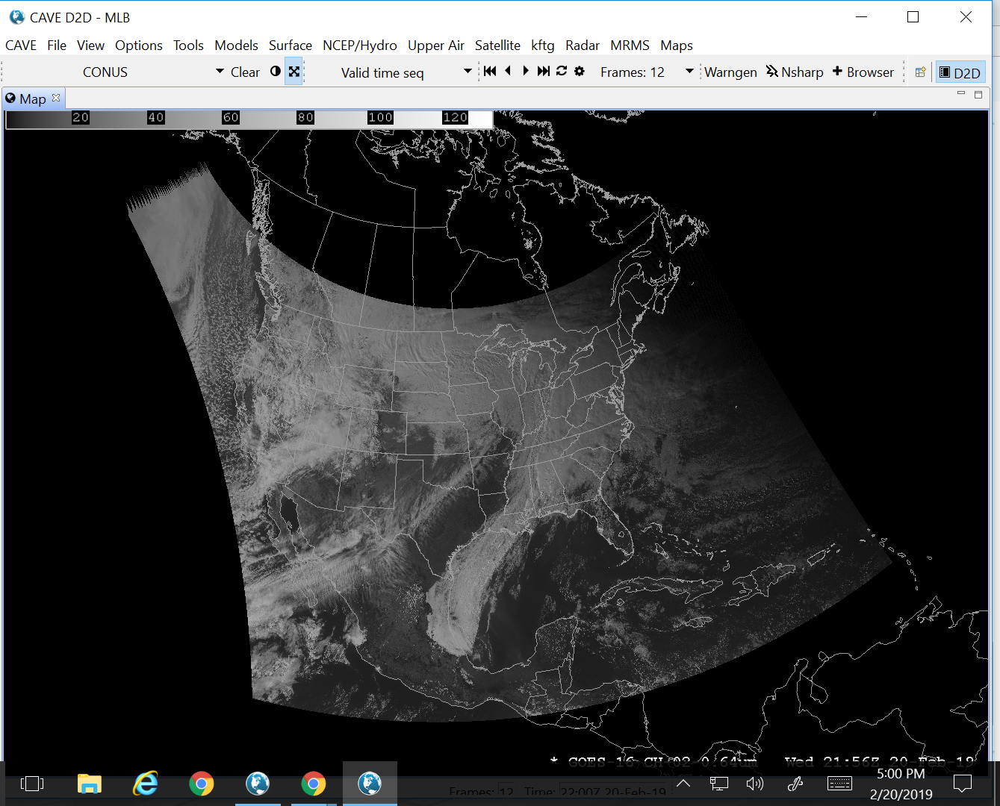 CAVE D2D - MLB
CAVE File View Options Tools Models Surface NCEP/Hydro Upper Air Satellite kftg Radar MRMS Maps
CONUS Clear Valid time seq Frames: 12 Warngen Nsharp Browser D2D
Map
20 40 60 80 100 120
* GOES-16 CH-02-0.64um Wed 21:56Z 20-Feb-19
5:00 PM
Frames: 12 Time: 22:00Z 20-Feb-19
2/20/2019